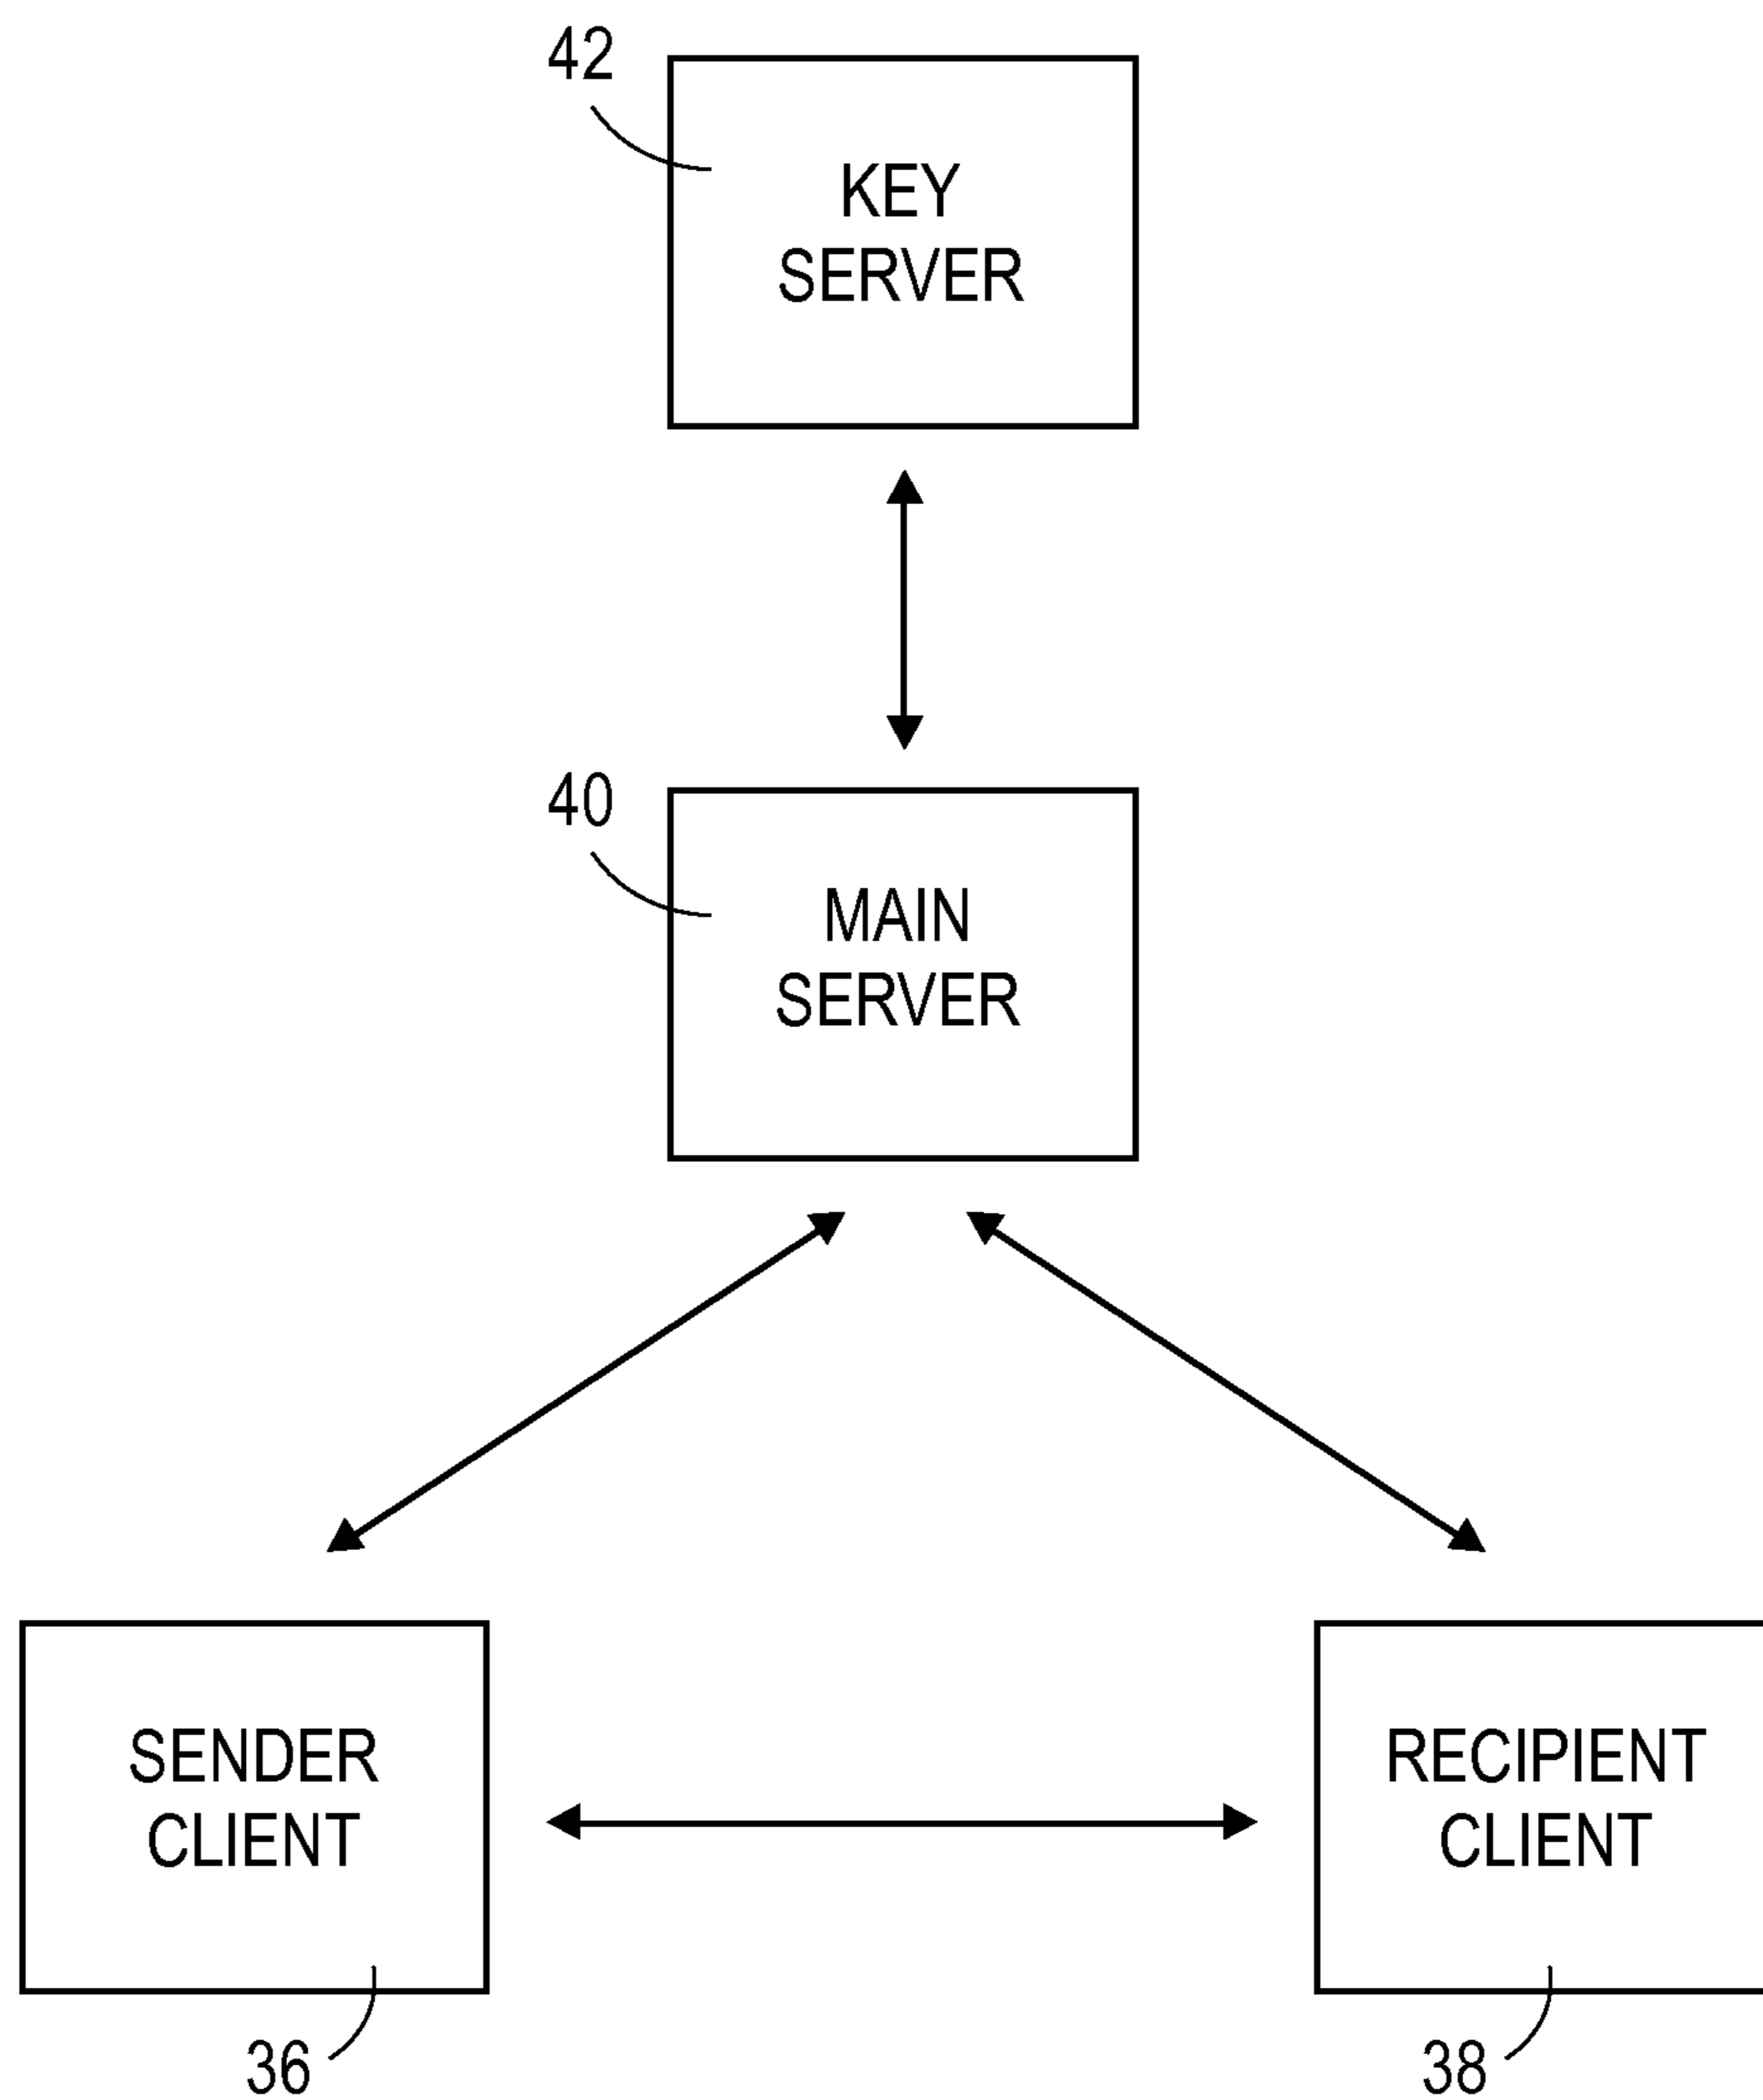 42
KEY
SERVER
40
MAIN
SERVER
SENDER
CLIENT
RECIPIENT
CLIENT
36
38